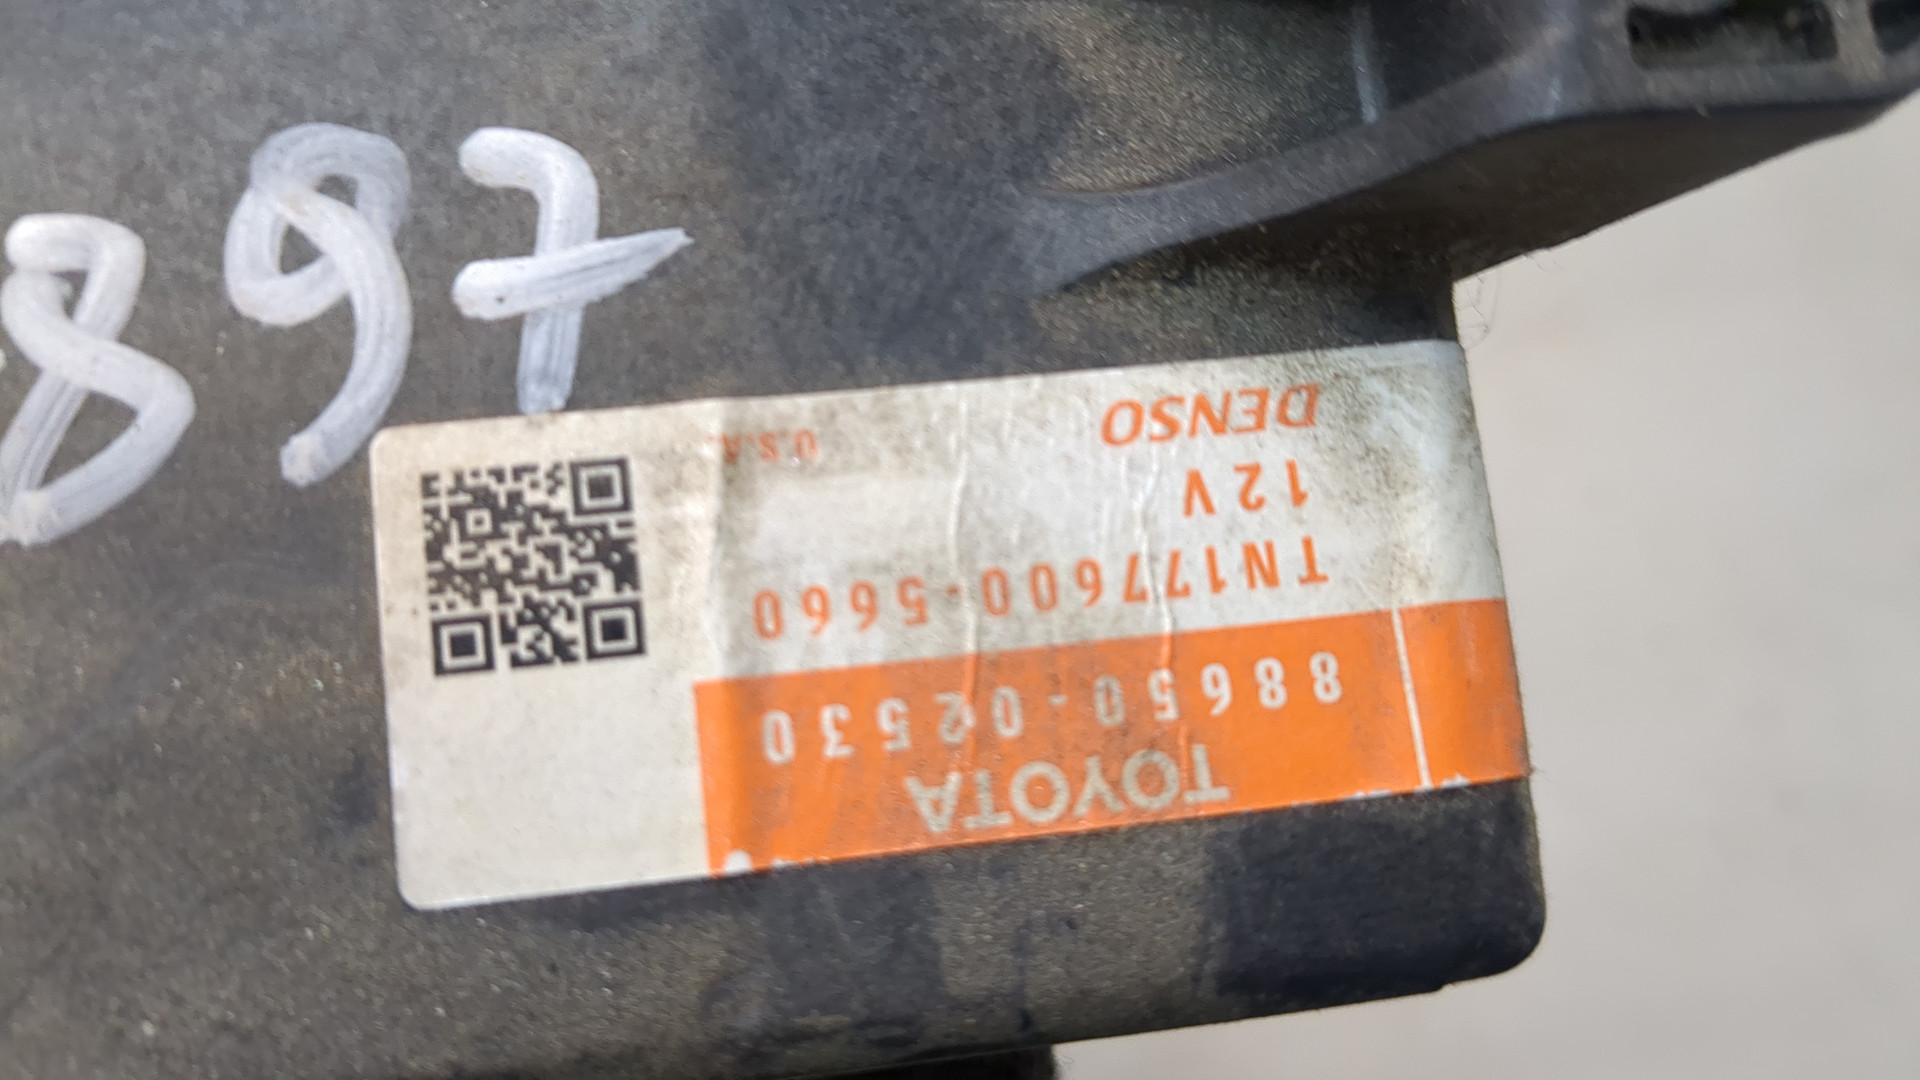 897
TOYOTA
88650-02530
TN177600-5660
12V
DENSO
U.S.A.